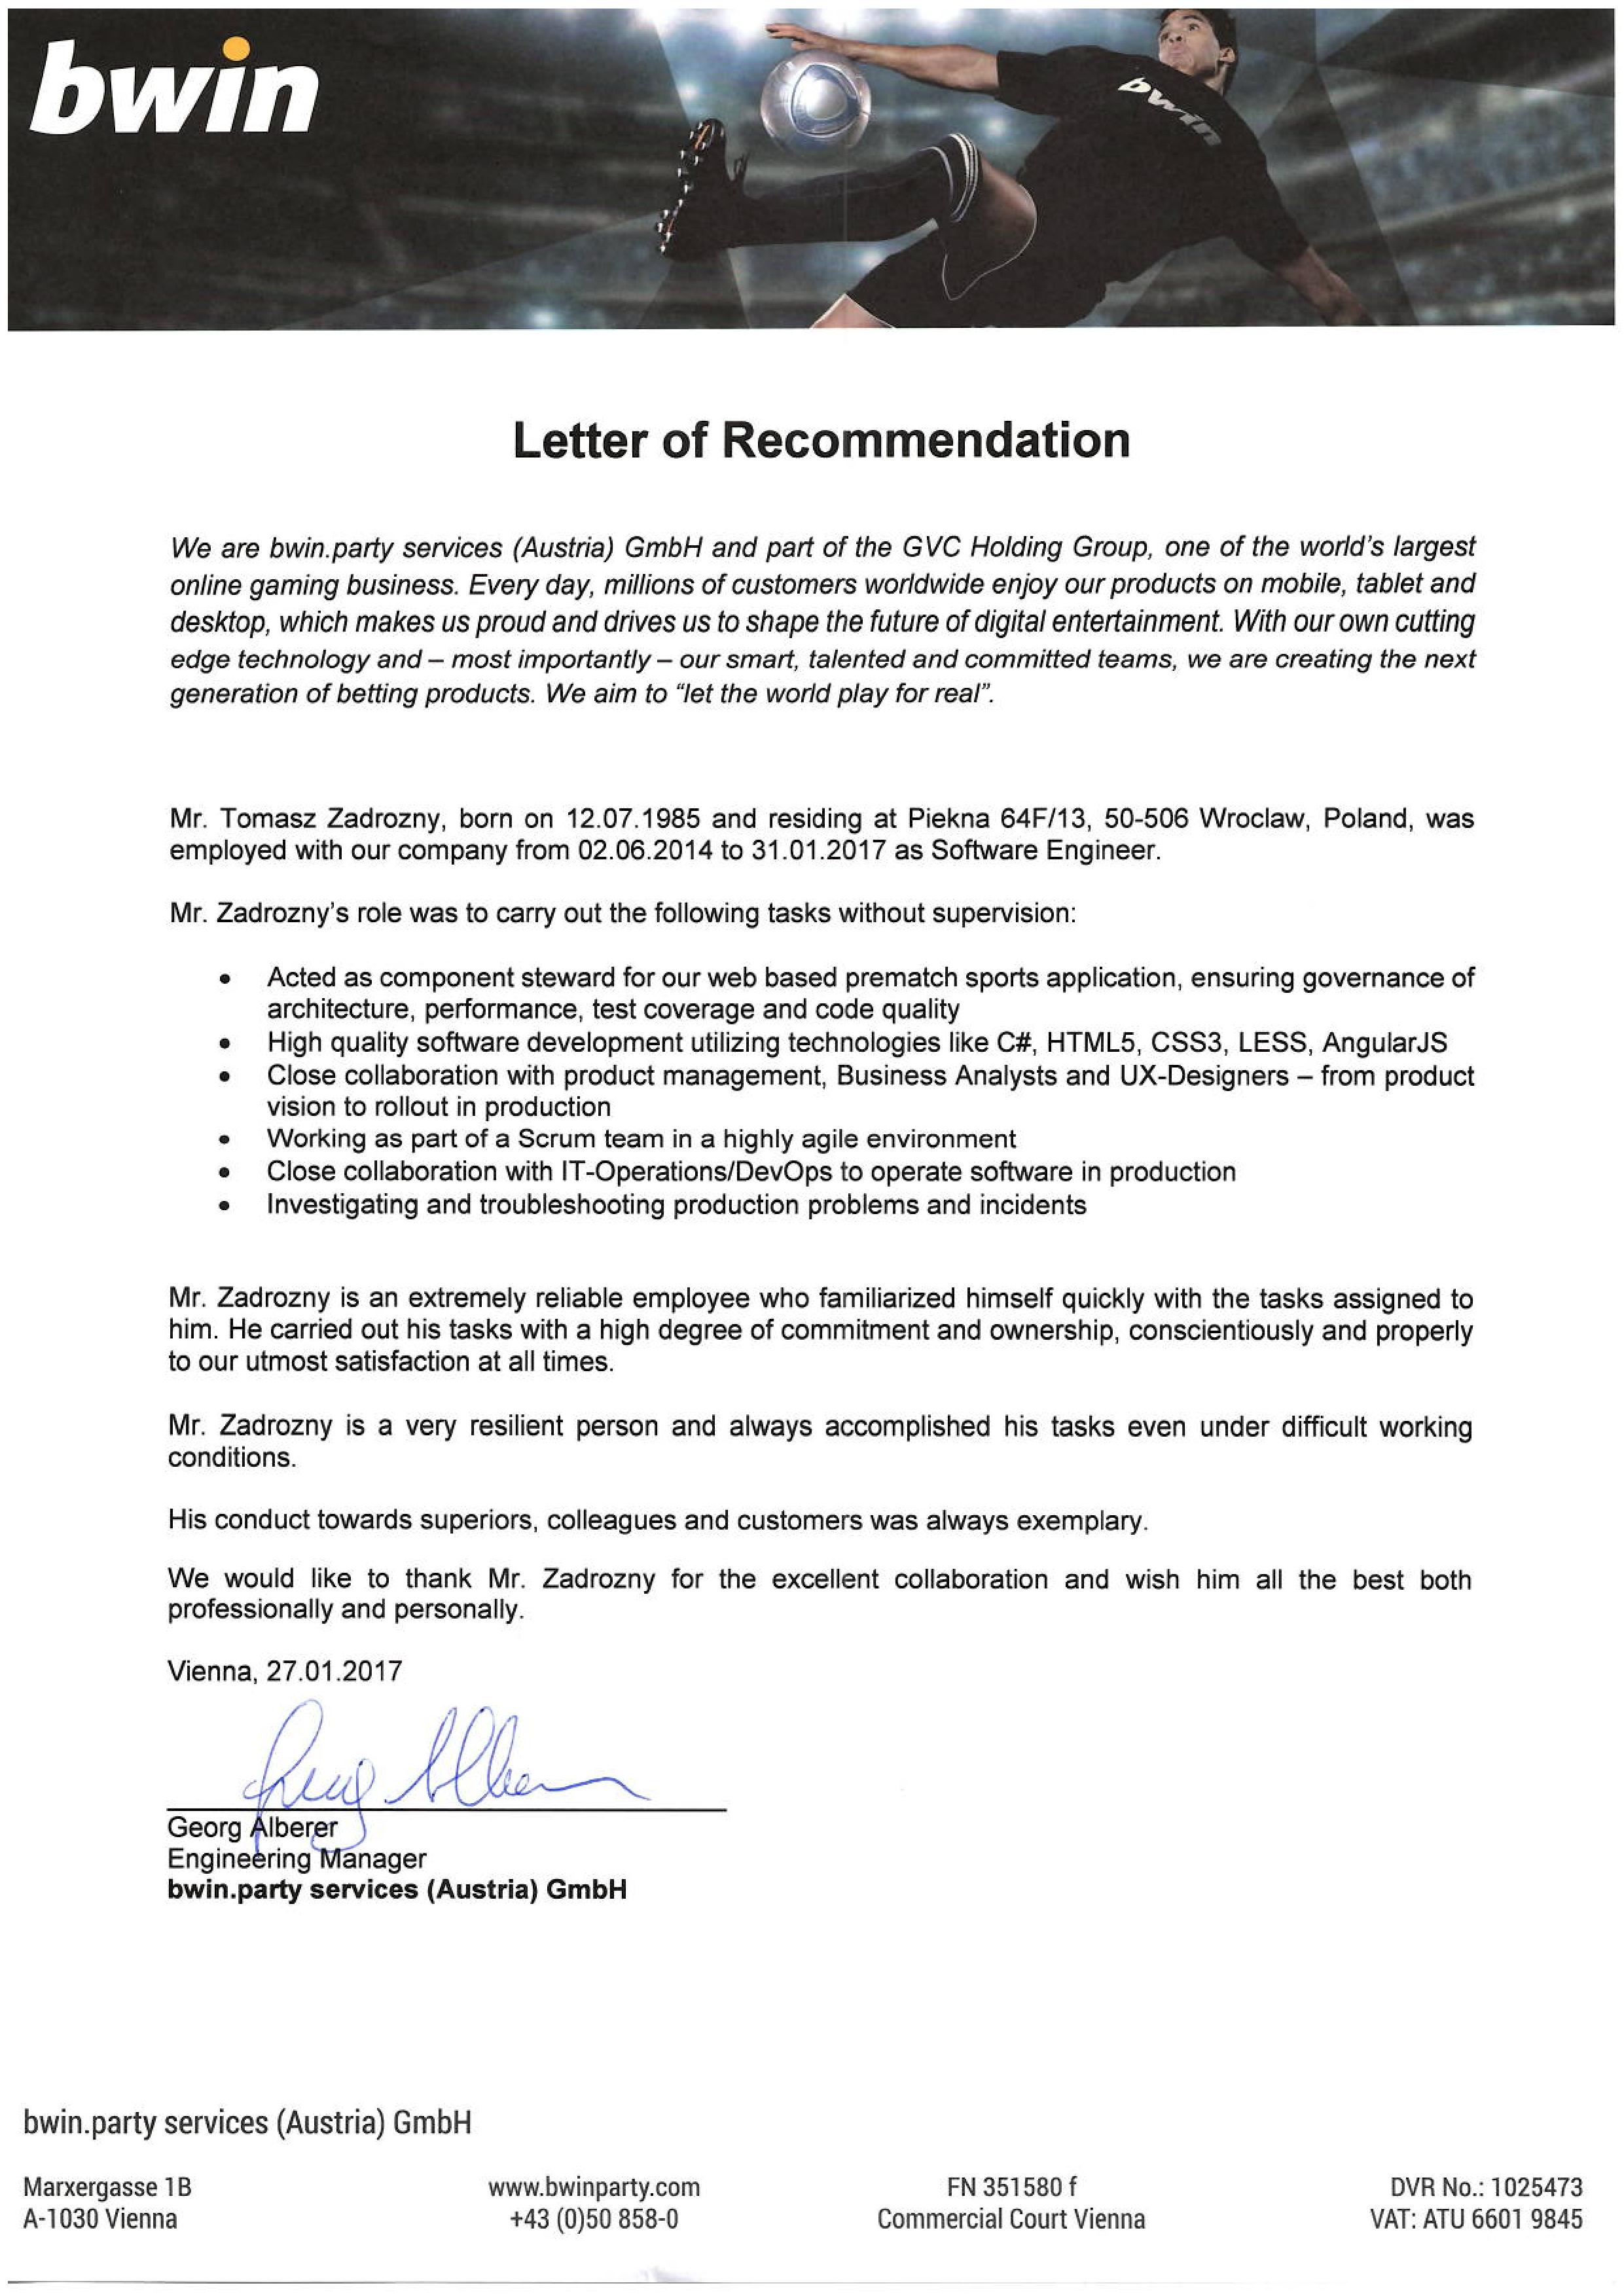 bwin
bwin
Letter of Recommendation
We are bwin.party services (Austria) GmbH and part of the GVC Holding Group, one of the world's largest
online gaming business. Every day, millions of customers worldwide enjoy our products on mobile, tablet and
desktop, which makes us proud and drives us to shape the future of digital entertainment. With our own cutting
edge technology and – most importantly – our smart, talented and committed teams, we are creating the next
generation of betting products. We aim to "let the world play for real".
Mr. Tomasz Zadrozny, born on 12.07.1985 and residing at Piekna 64F/13, 50-506 Wroclaw, Poland, was
employed with our company from 02.06.2014 to 31.01.2017 as Software Engineer.
Mr. Zadrozny's role was to carry out the following tasks without supervision:
• Acted as component steward for our web based prematch sports application, ensuring governance of
architecture, performance, test coverage and code quality
• High quality software development utilizing technologies like C#, HTML5, CSS3, LESS, AngularJS
• Close collaboration with product management, Business Analysts and UX-Designers – from product
vision to rollout in production
• Working as part of a Scrum team in a highly agile environment
• Close collaboration with IT-Operations/DevOps to operate software in production
• Investigating and troubleshooting production problems and incidents
Mr. Zadrozny is an extremely reliable employee who familiarized himself quickly with the tasks assigned to
him. He carried out his tasks with a high degree of commitment and ownership, conscientiously and properly
to our utmost satisfaction at all times.
Mr. Zadrozny is a very resilient person and always accomplished his tasks even under difficult working
conditions.
His conduct towards superiors, colleagues and customers was always exemplary.
We would like to thank Mr. Zadrozny for the excellent collaboration and wish him all the best both
professionally and personally.
Vienna, 27.01.2017
Georg Alberer
Engineering Manager
bwin.party services (Austria) GmbH
bwin.party services (Austria) GmbH
Marxergasse 1B www.bwinparty.com FN 351580 f DVR No.: 1025473
A-1030 Vienna +43 (0)50 858-0 Commercial Court Vienna VAT: ATU 6601 9845